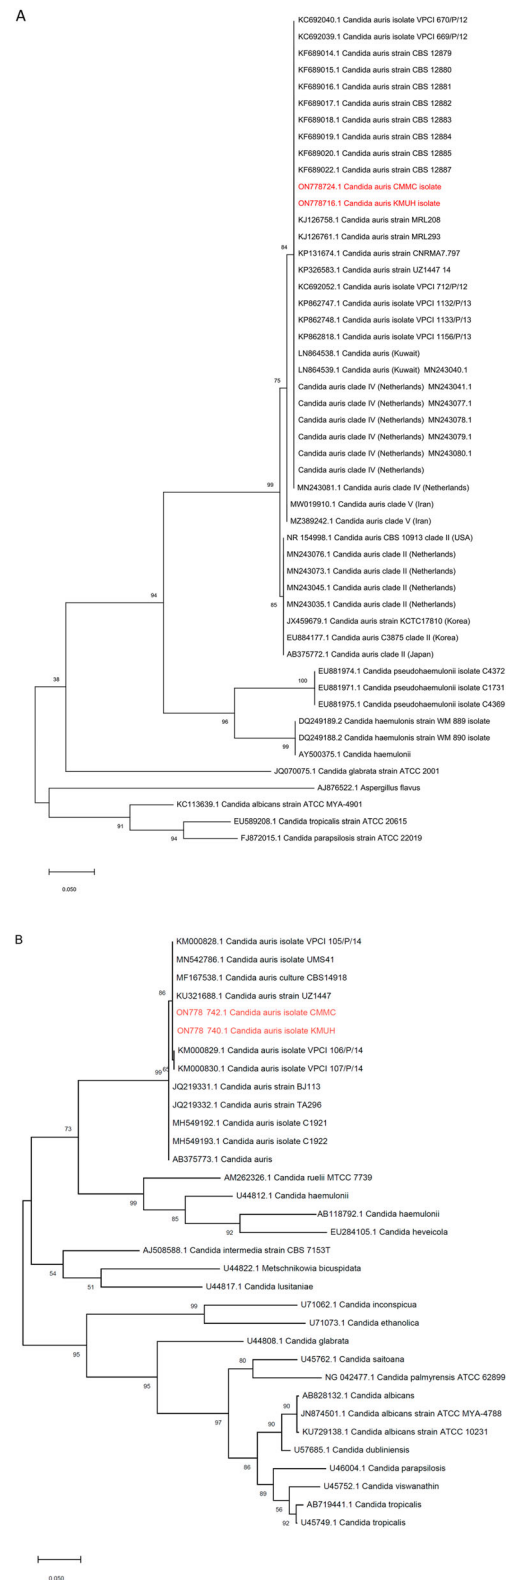 A
KC692040.1 Candida auris isolate VPCI 670/P/12
KC692039.1 Candida auris isolate VPCI 669/P/12
KF689014.1 Candida auris strain CBS 12879
KF689015.1 Candida auris strain CBS 12880
KF689016.1 Candida auris strain CBS 12881
KF689017.1 Candida auris strain CBS 12882
KF689018.1 Candida auris strain CBS 12883
KF689019.1 Candida auris strain CBS 12884
KF689020.1 Candida auris strain CBS 12885
KF689022.1 Candida auris strain CBS 12887
ON778724.1 Candida auris CMMC isolate
ON778716.1 Candida auris KMUH isolate
KJ126758.1 Candida auris strain MRL208
KJ126761.1 Candida auris strain MRL293
84
KP131674.1 Candida auris strain CNRMA7.797
KP326583.1 Candida auris strain UZ1447 14
KC692052.1 Candida auris isolate VPCI 712/P/12
KP862747.1 Candida auris isolate VPCI 1132/P/13
KP862748.1 Candida auris isolate VPCI 1133/P/13
KP862818.1 Candida auris isolate VPCI 1156/P/13
LN864538.1 Candida auris (Kuwait)
LN864539.1 Candida auris (Kuwait) MN243040.1
75
Candida auris clade IV (Netherlands) MN243041.1
Candida auris clade IV (Netherlands) MN243077.1
Candida auris clade IV (Netherlands) MN243078.1
Candida auris clade IV (Netherlands) MN243079.1
Candida auris clade IV (Netherlands) MN243080.1
Candida auris clade IV (Netherlands)
99
MN243081.1 Candida auris clade IV (Netherlands)
MW019910.1 Candida auris clade V (Iran)
MZ389242.1 Candida auris clade V (Iran)
NR 154998.1 Candida auris CBS 10913 clade II (USA)
MN243076.1 Candida auris clade II (Netherlands)
MN243073.1 Candida auris clade II (Netherlands)
MN243045.1 Candida auris clade II (Netherlands)
94
85
MN243035.1 Candida auris clade II (Netherlands)
JX459679.1 Candida auris strain KCTC17810 (Korea)
EU884177.1 Candida auris C3875 clade II (Korea)
AB375772.1 Candida auris clade II (Japan)
EU881974.1 Candida pseudohaemulonii isolate C4372
38
100
EU881971.1 Candida pseudohaemulonii isolate C1731
EU881975.1 Candida pseudohaemulonii isolate C4369
96
DQ249189.2 Candida haemulonis strain WM 889 isolate
DQ249188.2 Candida haemulonis strain WM 890 isolate
99
AY500375.1 Candida haemulonii
JQ070075.1 Candida glabrata strain ATCC 2001
AJ876522.1 Aspergillus flavus
KC113639.1 Candida albicans strain ATCC MYA-4901
91
EU589208.1 Candida tropicalis strain ATCC 20615
94
FJ872015.1 Candida parapsilosis strain ATCC 22019
0.050
B
KM000828.1 Candida auris isolate VPCI 105/P/14
MN542786.1 Candida auris isolate UMS41
MF167538.1 Candida auris culture CBS14918
86
KU321688.1 Candida auris strain UZ1447
ON778 742.1 Candida auris isolate CMMC
ON778 740.1 Candida auris isolate KMUH
KM000829.1 Candida auris isolate VPCI 106/P/14
99
65
KM000830.1 Candida auris isolate VPCI 107/P/14
JQ219331.1 Candida auris strain BJ113
JQ219332.1 Candida auris strain TA296
MH549192.1 Candida auris isolate C1921
73
MH549193.1 Candida auris isolate C1922
AB375773.1 Candida auris
AM262326.1 Candida ruelii MTCC 7739
99
U44812.1 Candida haemulonii
85
AB118792.1 Candida haemulonii
92
EU284105.1 Candida heveicola
AJ508588.1 Candida intermedia strain CBS 7153T
54
U44822.1 Metschnikowia bicuspidata
51
U44817.1 Candida lusitaniae
99
U71062.1 Candida inconspicua
U71073.1 Candida ethanolica
95
U44808.1 Candida glabrata
80
U45762.1 Candida saitoana
95
NG 042477.1 Candida palmyrensis ATCC 62899
AB828132.1 Candida albicans
90
97
JN874501.1 Candida albicans strain ATCC MYA-4788
90
KU729138.1 Candida albicans strain ATCC 10231
U57685.1 Candida dubliniensis
86
U46004.1 Candida parapsilosis
89
U45752.1 Candida viswanathin
56
AB719441.1 Candida tropicalis
92
U45749.1 Candida tropicalis
0.050